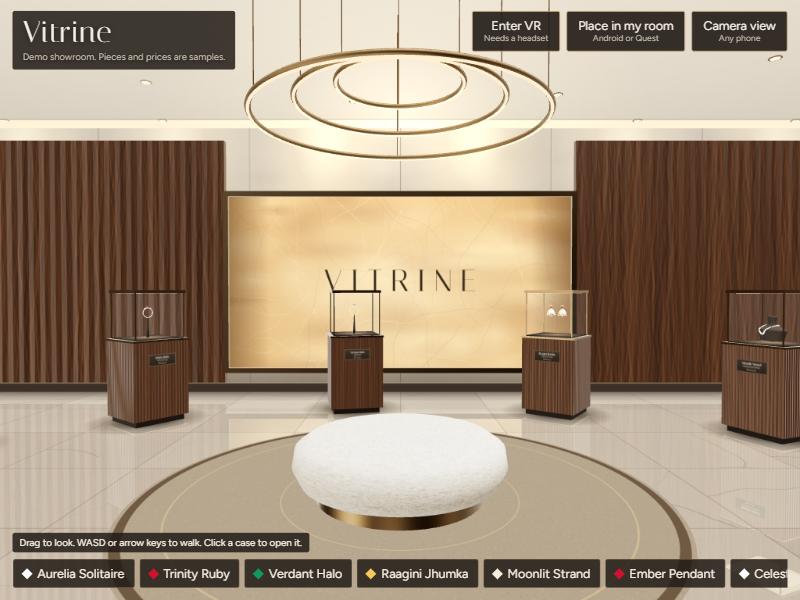 Vitrine
Demo showroom. Pieces and prices are samples.
Enter VR
Needs a headset
Place in my room
Android or Quest
Camera view
Any phone
VITRINE
Drag to look. WASD or arrow keys to walk. Click a case to open it.
Aurelia Solitaire
Trinity Ruby
Verdant Halo
Raagini Jhumka
Moonlit Strand
Ember Pendant
Celest